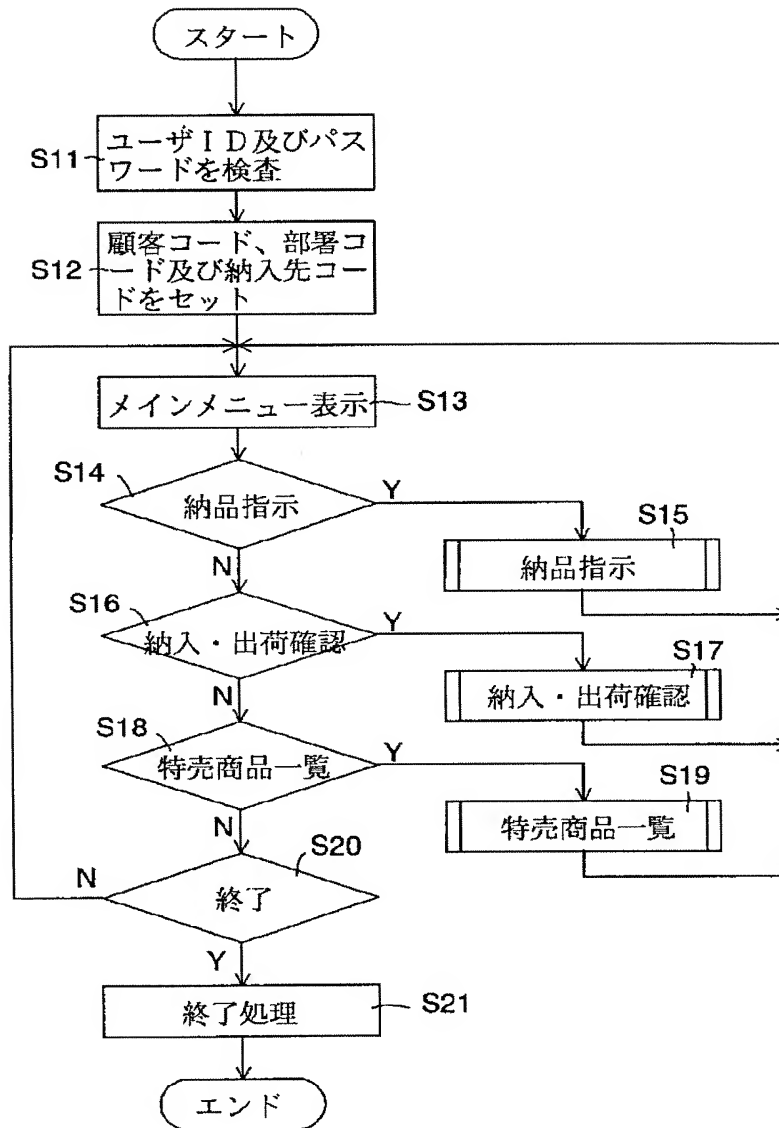 スタート
S11
ユーザＩＤ及びパス
ワードを検査
S12
顧客コード、部署コ
ード及び納入先コー
ドをセット
メインメニュー表示
S13
S14
納品指示
Y
N
S15
納品指示
S16
納入・出荷確認
Y
N
S17
納入・出荷確認
S18
特売商品一覧
Y
N
S19
特売商品一覧
S20
終了
N
Y
終了処理
S21
エンド